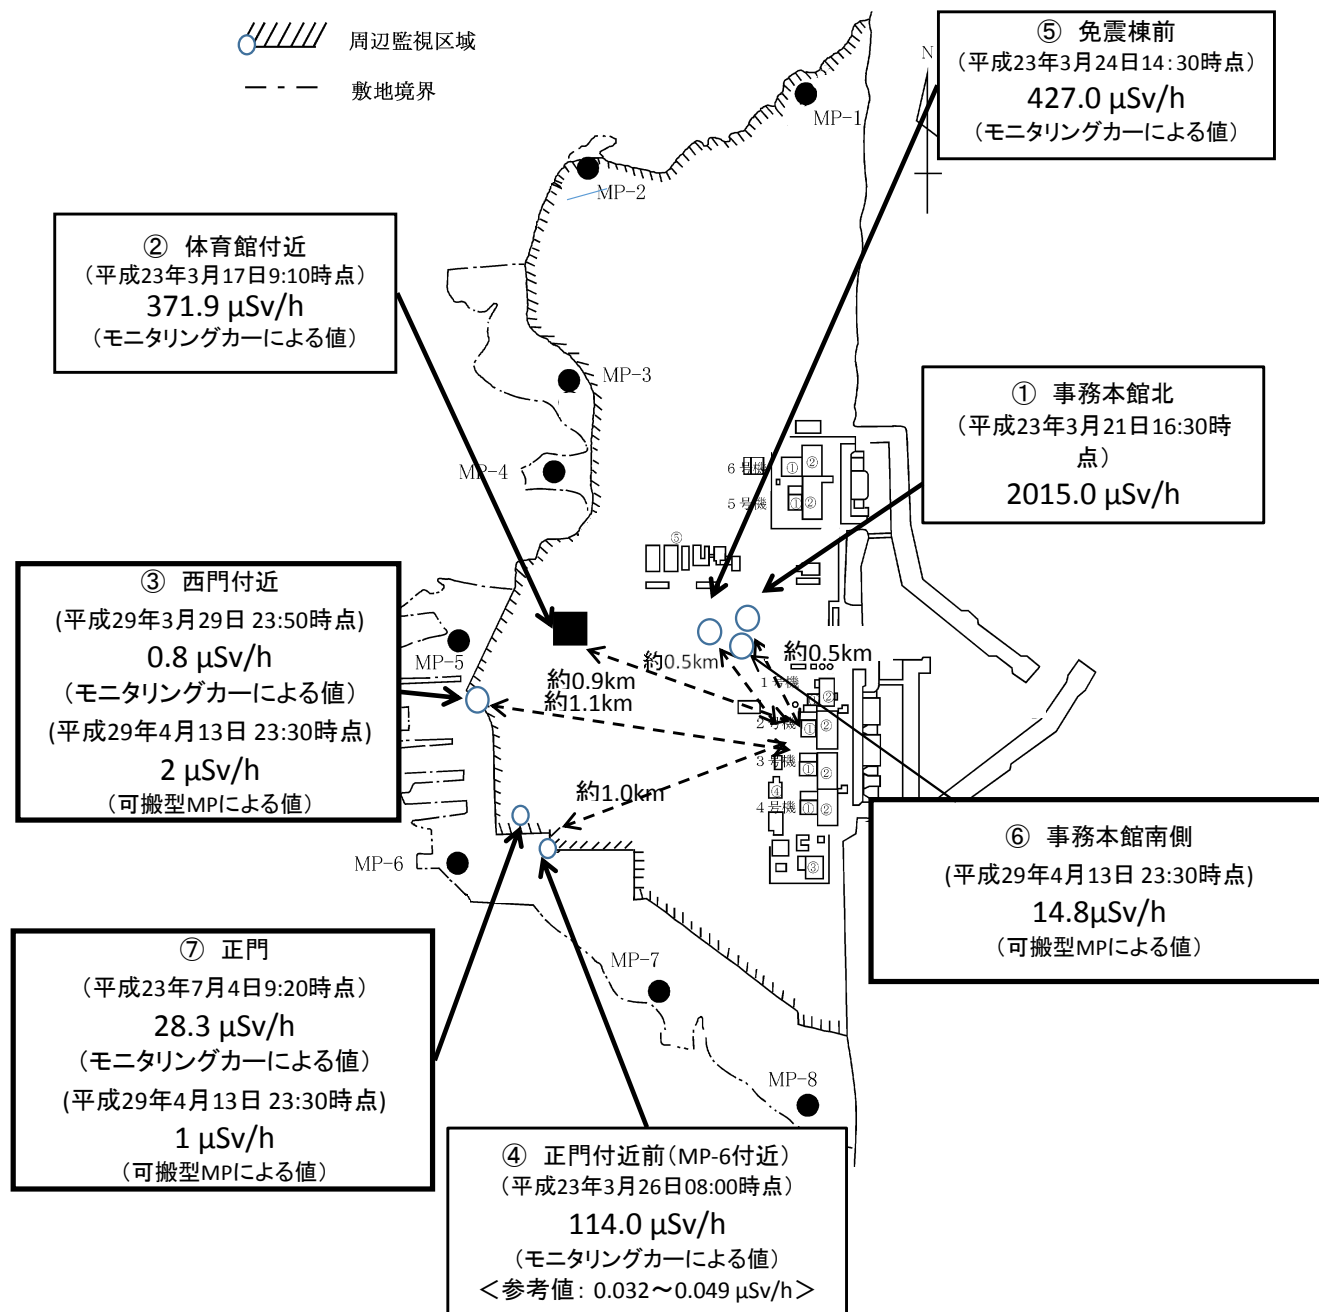 周辺監視区域
敷地境界
⑤ 免震棟前
（平成23年3月24日14：30時点）
427.0 μSv/h
（モニタリングカーによる値）
N
MP-1
MP-2
② 体育館付近
（平成23年3月17日9:10時点）
371.9 μSv/h
（モニタリングカーによる値）
MP-3
① 事務本館北
（平成23年3月21日16:30時
点）
2015.0 μSv/h
MP-4
6号機
①
②
5号機
①
②
⑤
③ 西門付近
(平成29年3月29日 23:50時点)
0.8 μSv/h
（モニタリングカーによる値）
(平成29年4月13日 23:30時点)
2 μSv/h
（可搬型MPによる値）
MP-5
約0.5km
約0.5km
約0.9km
約1.1km
1号機
②
2号機
①
②
3号機
①
②
④
4号機
①
②
③
約1.0km
MP-6
⑥ 事務本館南側
(平成29年4月13日 23:30時点)
14.8μSv/h
（可搬型MPによる値）
⑦ 正門
（平成23年7月4日9:20時点）
28.3 μSv/h
（モニタリングカーによる値）
(平成29年4月13日 23:30時点)
1 μSv/h
（可搬型MPによる値）
MP-7
MP-8
④ 正門付近前（MP-6付近）
（平成23年3月26日08:00時点）
114.0 μSv/h
（モニタリングカーによる値）
＜参考値： 0.032～0.049 μSv/h＞